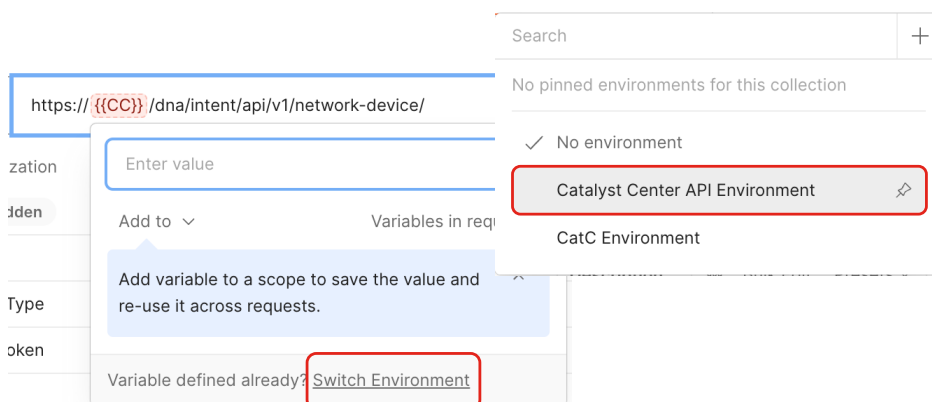 Search
No pinned environments for this collection
https://{{CC}}/dna/intent/api/v1/network-device/
No environment
Enter value
zation
Catalyst Center API Environment
dden
Add to
Variables in requ
CatC Environment
Add variable to a scope to save the value and
re-use it across requests.
Type
oken
Variable defined already? Switch Environment